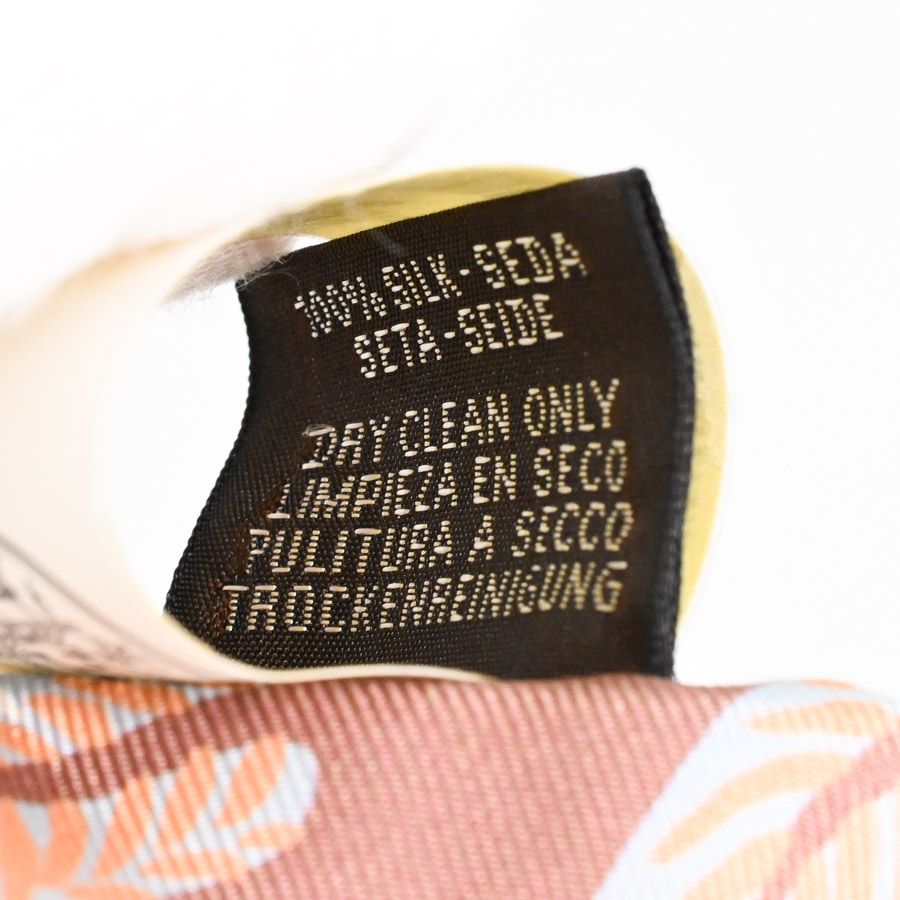 100% SILK - SEDA
SETA - SEIDE
DRY CLEAN ONLY
LIMPIEZA EN SECO
PULITURA A SECCO
TROCKENREINIGUNG